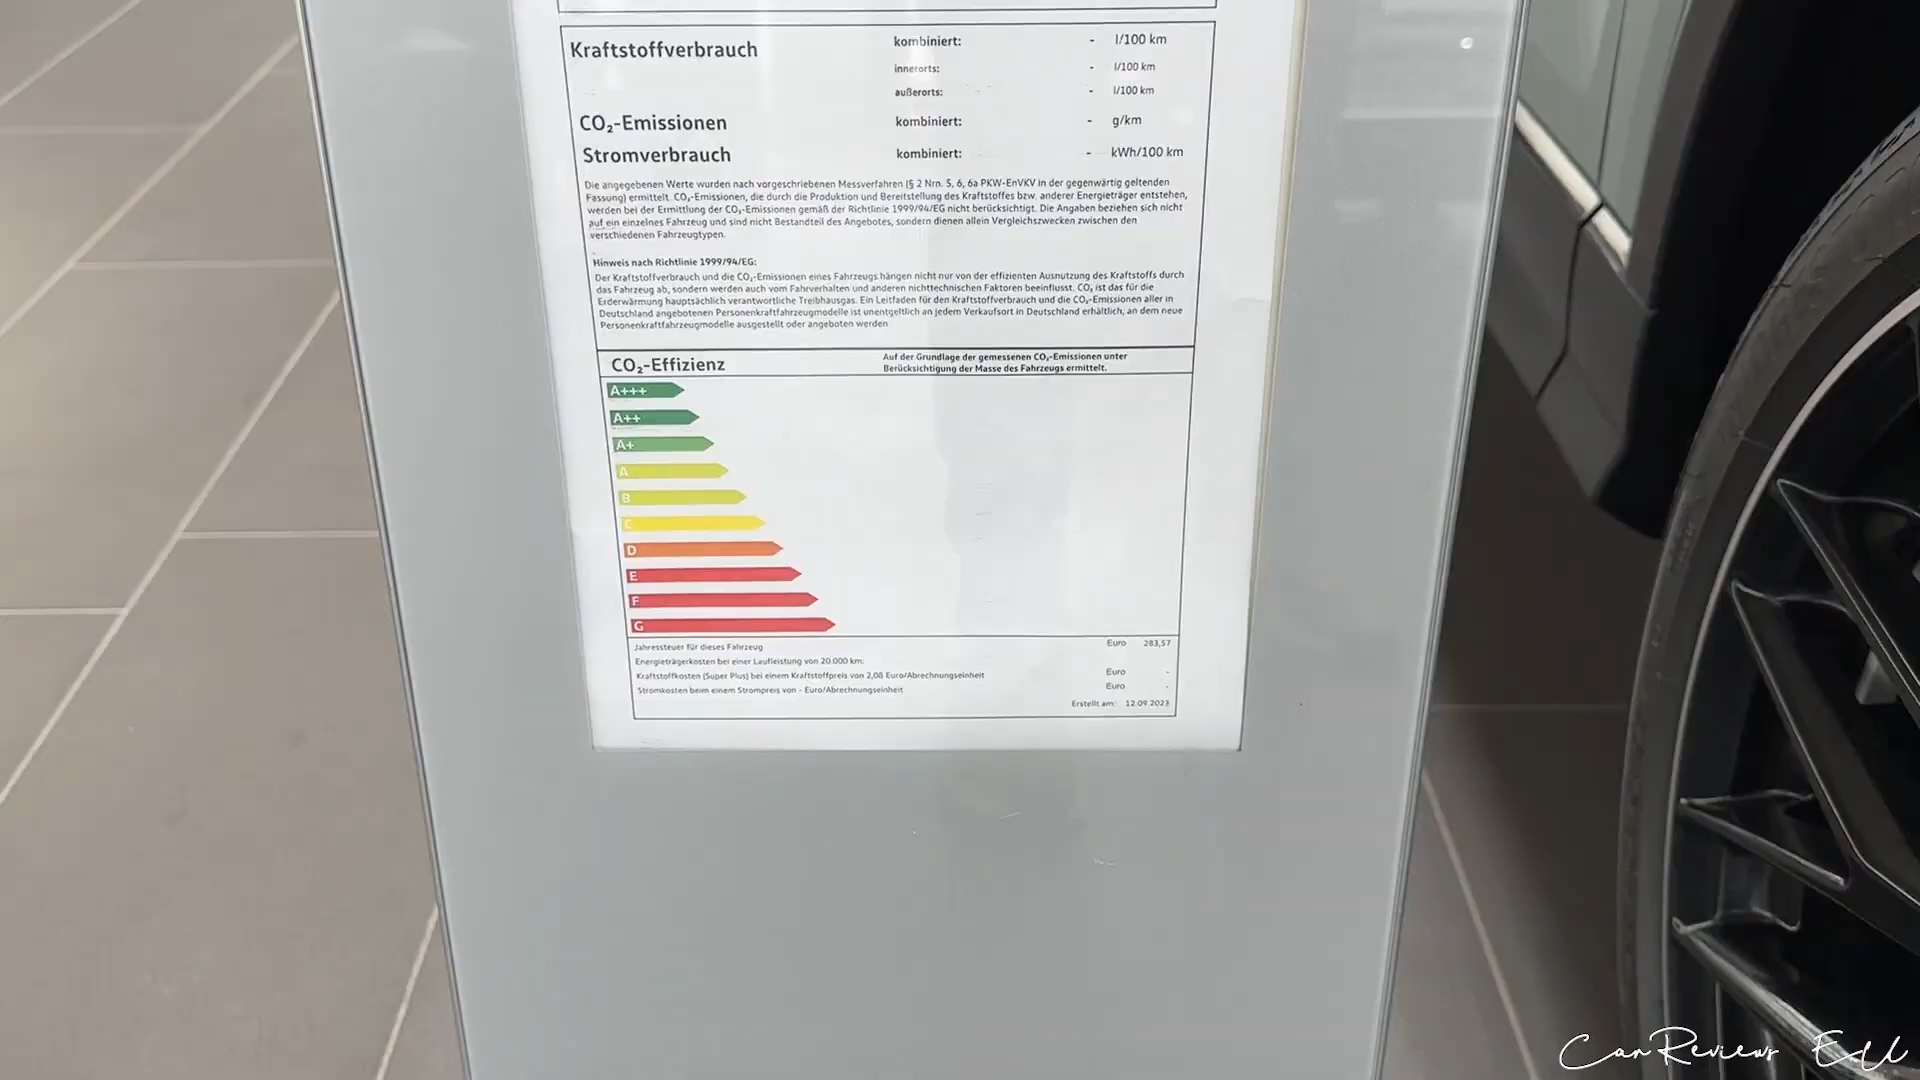 Kraftstoffverbrauch kombiniert: - l/100 km
innerorts: - l/100 km
außerorts: - l/100 km
CO₂-Emissionen kombiniert: - g/km
Stromverbrauch kombiniert: - kWh/100 km
Die angegebenen Werte wurden nach vorgeschriebenen Messverfahren (§ 2 Nrn. 5, 6, 6a PKW-EnVKV in der gegenwärtig geltenden
Fassung) ermittelt. CO₂-Emissionen, die durch die Produktion und Bereitstellung des Kraftstoffes bzw. anderer Energieträger entstehen,
werden bei der Ermittlung der CO₂-Emissionen gemäß der Richtlinie 1999/94/EG nicht berücksichtigt. Die Angaben beziehen sich nicht
auf ein einzelnes Fahrzeug und sind nicht Bestandteil des Angebotes, sondern dienen allein Vergleichszwecken zwischen den
verschiedenen Fahrzeugtypen.
Hinweis nach Richtlinie 1999/94/EG:
Der Kraftstoffverbrauch und die CO₂-Emissionen eines Fahrzeugs hängen nicht nur von der effizienten Ausnutzung des Kraftstoffs durch
das Fahrzeug ab, sondern werden auch vom Fahrverhalten und anderen nichttechnischen Faktoren beeinflusst. CO₂ ist das für die
Erderwärmung hauptsächlich verantwortliche Treibhausgas. Ein Leitfaden für den Kraftstoffverbrauch und die CO₂-Emissionen aller in
Deutschland angebotenen Personenkraftfahrzeugmodelle ist unentgeltlich an jedem Verkaufsort in Deutschland erhältlich, an dem neue
Personenkraftfahrzeugmodelle ausgestellt oder angeboten werden
CO₂-Effizienz
Auf der Grundlage der gemessenen CO₂-Emissionen unter
Berücksichtigung der Masse des Fahrzeugs ermittelt.
A+++
A++
A+
A
B
C
D
E
F
G
Jahressteuer für dieses Fahrzeug Euro 283,57
Energieträgerkosten bei einer Laufleistung von 20.000 km:
Kraftstoffkosten (Super Plus) bei einem Kraftstoffpreis von 2,08 Euro/Abrechnungseinheit Euro -
Stromkosten beim einem Strompreis von - Euro/Abrechnungseinheit Euro -
Erstellt am: 12.09.2023
CarReviews EU